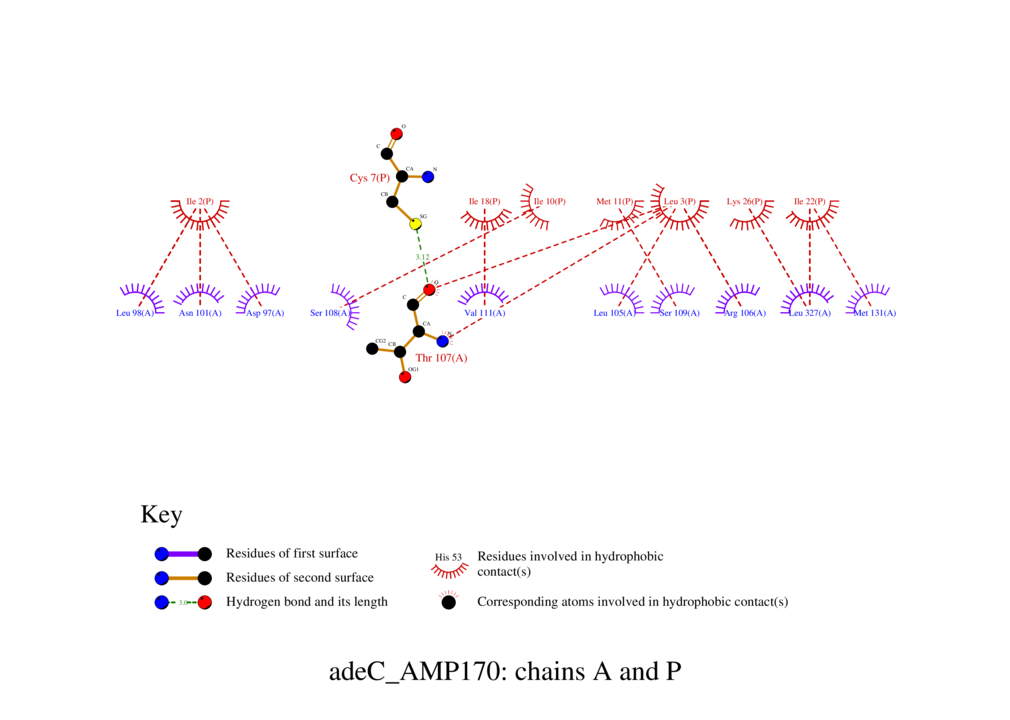 O
C
CA
N
Cys 7(P)
CB
SG
Ile 2(P)
Ile 18(P)
Ile 10(P)
Met 11(P)
Leu 3(P)
Lys 26(P)
Ile 22(P)
3.12
O
C
Leu 98(A)
Asn 101(A)
Asp 97(A)
Ser 108(A)
Val 111(A)
Leu 105(A)
Ser 109(A)
Arg 106(A)
Leu 327(A)
Met 131(A)
CA
N
CG2
CB
Thr 107(A)
OG1
Key
Residues of first surface
Residues of second surface
3.0
Hydrogen bond and its length
His 53
Residues involved in hydrophobic
contact(s)
Corresponding atoms involved in hydrophobic contact(s)
adeC_AMP170: chains A and P